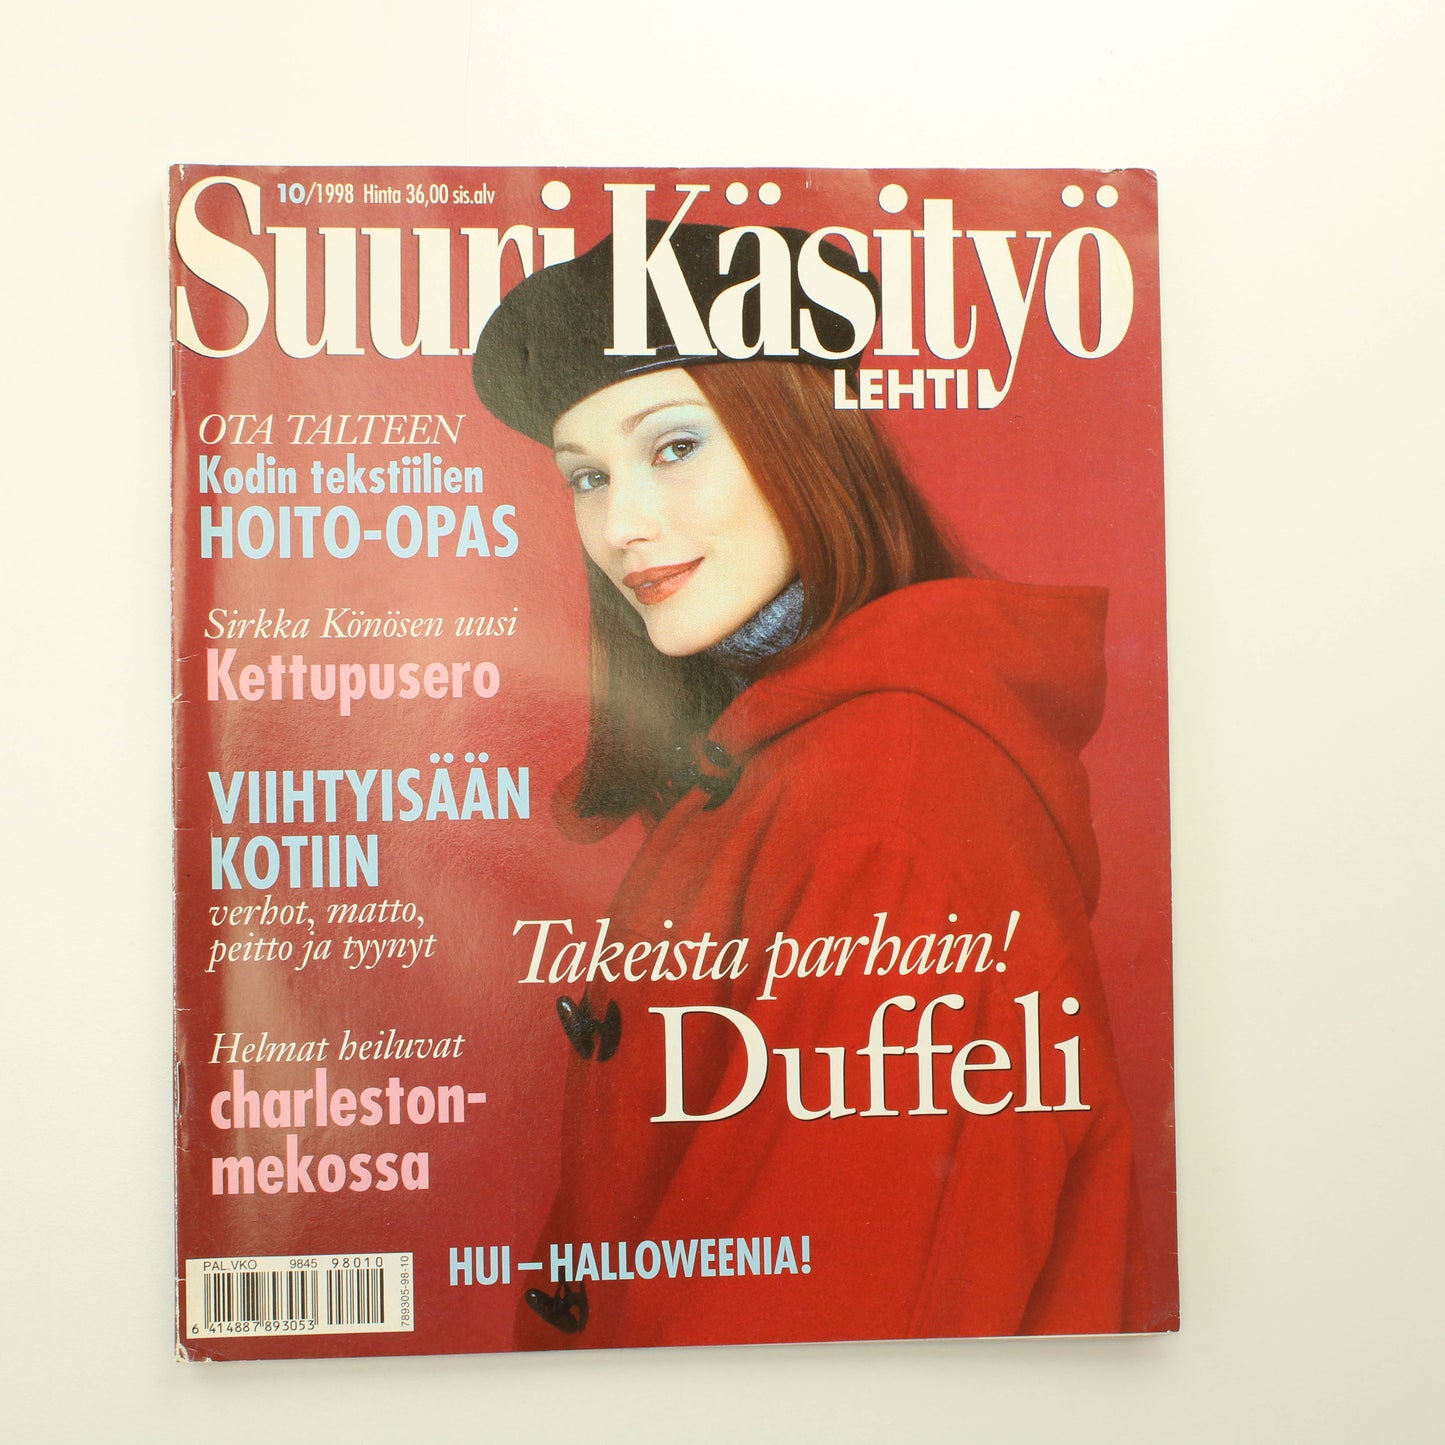 10/1998 Hinta 36,00 sis.alv
Suuri Käsityö
LEHTI
OTA TALTEEN
Kodin tekstiilien
HOITO-OPAS
Sirkka Könösen uusi
Kettupusero
VIIHTYISÄÄN
KOTIIN
verhot, matto,
peitto ja tyynyt
Takeista parhain!
Duffeli
Helmat heiluvat
charleston-
mekossa
HUI – HALLOWEENIA!
PAL.VKO 9845 98010
6 414887 893053
789305-98-10